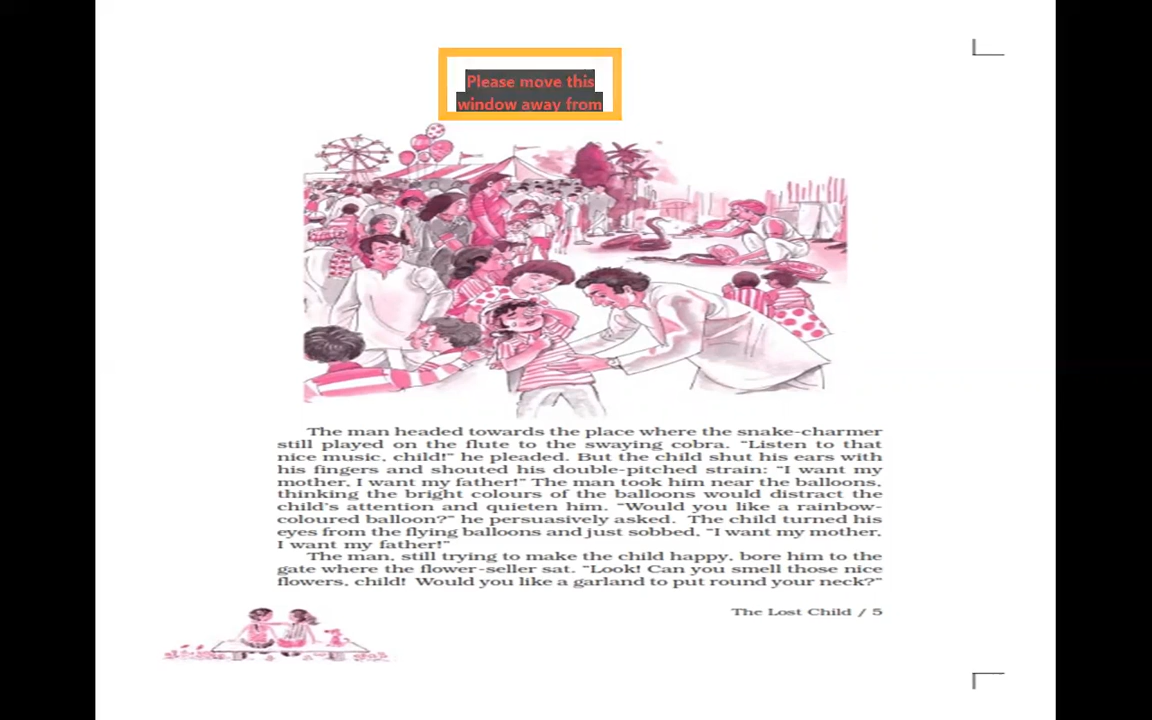 Please move this
window away from
The man headed towards the place where the snake-charmer
still played on the flute to the swaying cobra. “Listen to that
nice music, child!” he pleaded. But the child shut his ears with
his fingers and shouted his double-pitched strain: “I want my
mother, I want my father!” The man took him near the balloons,
thinking the bright colours of the balloons would distract the
child’s attention and quieten him. “Would you like a rainbow-
coloured balloon?” he persuasively asked. The child turned his
eyes from the flying balloons and just sobbed, “I want my mother,
I want my father!”
The man, still trying to make the child happy, bore him to the
gate where the flower-seller sat. “Look! Can you smell those nice
flowers, child! Would you like a garland to put round your neck?”
The Lost Child / 5